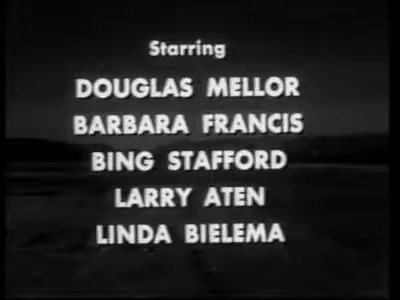 Starring
DOUGLAS MELLOR
BARBARA FRANCIS
BING STAFFORD
LARRY ATEN
LINDA BIELEMA